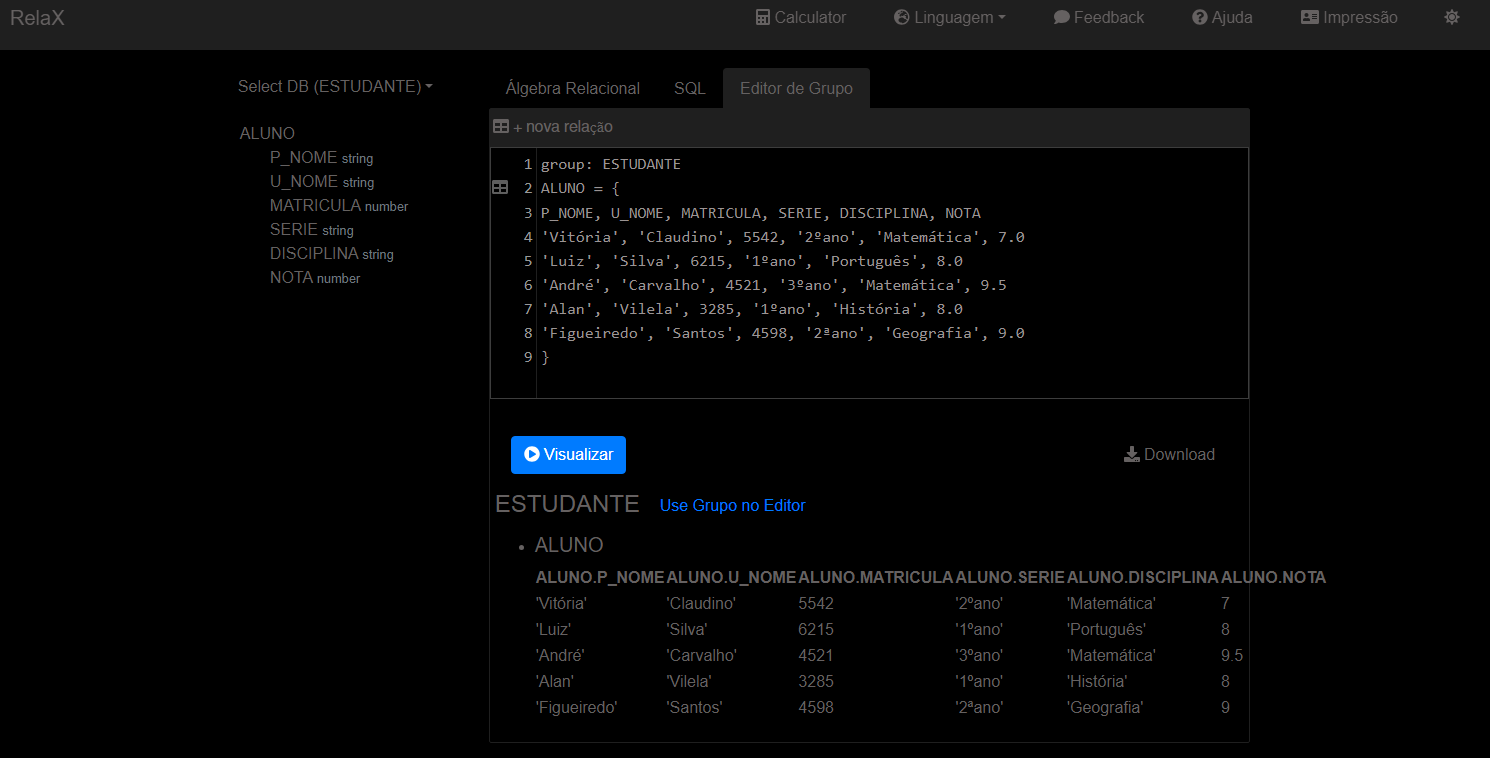 RelaX Calculator Linguagem Feedback Ajuda Impressão
Select DB (ESTUDANTE)
ALUNO
P_NOME string
U_NOME string
MATRICULA number
SERIE string
DISCIPLINA string
NOTA number
Álgebra Relacional SQL Editor de Grupo
+ nova relação
1 group: ESTUDANTE
2 ALUNO = {
3 P_NOME, U_NOME, MATRICULA, SERIE, DISCIPLINA, NOTA
4 'Vitória', 'Claudino', 5542, '2ºano', 'Matemática', 7.0
5 'Luiz', 'Silva', 6215, '1ºano', 'Português', 8.0
6 'André', 'Carvalho', 4521, '3ºano', 'Matemática', 9.5
7 'Alan', 'Vilela', 3285, '1ºano', 'História', 8.0
8 'Figueiredo', 'Santos', 4598, '2ªano', 'Geografia', 9.0
9 }
Visualizar Download
ESTUDANTE Use Grupo no Editor
• ALUNO
ALUNO.P_NOME ALUNO.U_NOME ALUNO.MATRICULA ALUNO.SERIE ALUNO.DISCIPLINA ALUNO.NOTA
'Vitória' 'Claudino' 5542 '2ºano' 'Matemática' 7
'Luiz' 'Silva' 6215 '1ºano' 'Português' 8
'André' 'Carvalho' 4521 '3ºano' 'Matemática' 9.5
'Alan' 'Vilela' 3285 '1ºano' 'História' 8
'Figueiredo' 'Santos' 4598 '2ªano' 'Geografia' 9